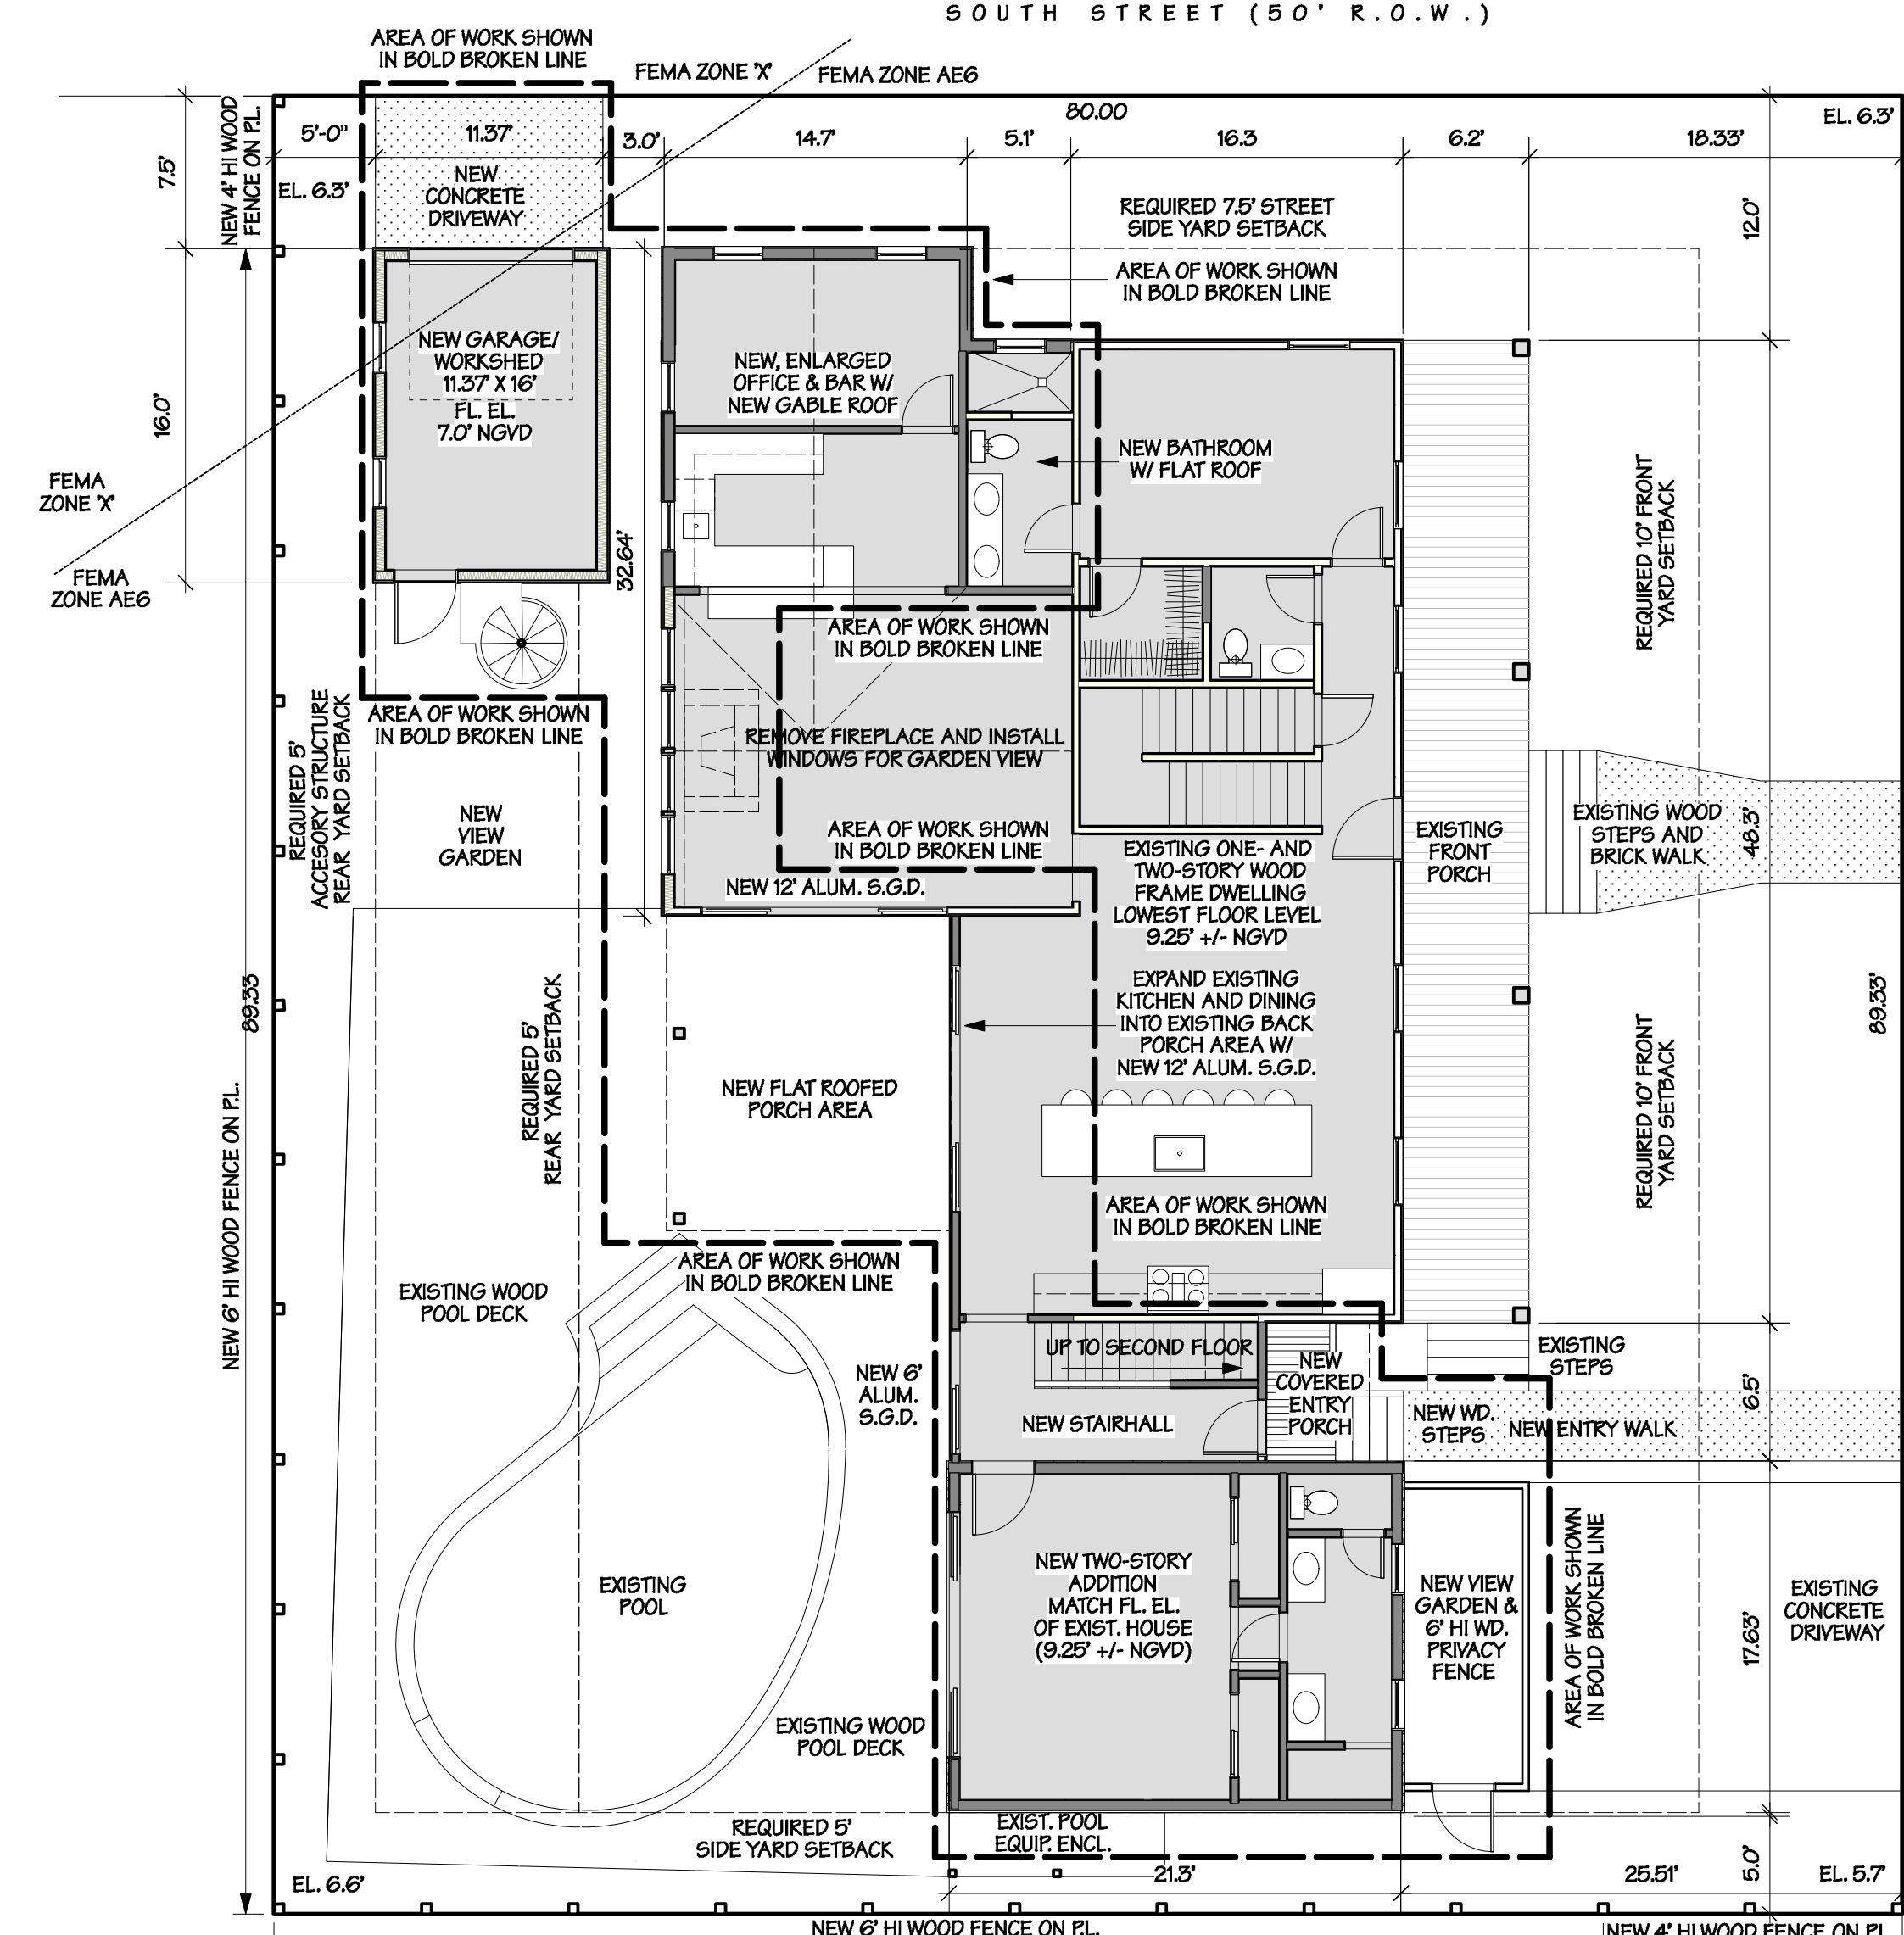 SOUTH STREET (50' R.O.W.)
AREA OF WORK SHOWN
IN BOLD BROKEN LINE
FEMA ZONE 'X'
FEMA ZONE AE6
80.00
EL. 6.3'
5'-0"
11.37'
3.0'
14.7'
5.1'
16.3
6.2'
18.33'
7.5'
NEW 4' HI WOOD
FENCE ON P.L.
EL. 6.3'
NEW
CONCRETE
DRIVEWAY
REQUIRED 7.5' STREET
SIDE YARD SETBACK
12.0'
AREA OF WORK SHOWN
IN BOLD BROKEN LINE
NEW GARAGE/
WORKSHED
11.37' X 16'
FL. EL.
7.0' NGVD
16.0'
NEW, ENLARGED
OFFICE & BAR W/
NEW GABLE ROOF
NEW BATHROOM
W/ FLAT ROOF
FEMA
ZONE 'X'
FEMA
ZONE AE6
32.64'
REQUIRED 10' FRONT
YARD SETBACK
AREA OF WORK SHOWN
IN BOLD BROKEN LINE
AREA OF WORK SHOWN
IN BOLD BROKEN LINE
REQUIRED 5'
ACCESORY STRUCTURE
REAR YARD SETBACK
REMOVE FIREPLACE AND INSTALL
WINDOWS FOR GARDEN VIEW
NEW
VIEW
GARDEN
AREA OF WORK SHOWN
IN BOLD BROKEN LINE
NEW 12' ALUM. S.G.D.
EXISTING ONE- AND
TWO-STORY WOOD
FRAME DWELLING
LOWEST FLOOR LEVEL
9.25' +/- NGVD
EXISTING
FRONT
PORCH
EXISTING WOOD
STEPS AND
BRICK WALK
48.3'
89.33
89.33'
EXPAND EXISTING
KITCHEN AND DINING
INTO EXISTING BACK
PORCH AREA W/
NEW 12' ALUM. S.G.D.
REQUIRED 5'
REAR YARD SETBACK
NEW FLAT ROOFED
PORCH AREA
REQUIRED 10' FRONT
YARD SETBACK
NEW 6' HI WOOD FENCE ON P.L.
AREA OF WORK SHOWN
IN BOLD BROKEN LINE
AREA OF WORK SHOWN
IN BOLD BROKEN LINE
EXISTING WOOD
POOL DECK
UP TO SECOND FLOOR
NEW 6'
ALUM.
S.G.D.
NEW
COVERED
ENTRY
PORCH
EXISTING
STEPS
6.5'
NEW STAIRHALL
NEW WD.
STEPS
NEW ENTRY WALK
EXISTING
POOL
NEW TWO-STORY
ADDITION
MATCH FL. EL.
OF EXIST. HOUSE
(9.25' +/- NGVD)
NEW VIEW
GARDEN &
6' HI WD.
PRIVACY
FENCE
AREA OF WORK SHOWN
IN BOLD BROKEN LINE
17.63'
EXISTING
CONCRETE
DRIVEWAY
EXISTING WOOD
POOL DECK
REQUIRED 5'
SIDE YARD SETBACK
EXIST. POOL
EQUIP. ENCL.
EL. 6.6'
21.3'
25.51'
5.0'
EL. 5.7'
NEW 6' HI WOOD FENCE ON P.L.
NEW 4' HI WOOD FENCE ON P.L.